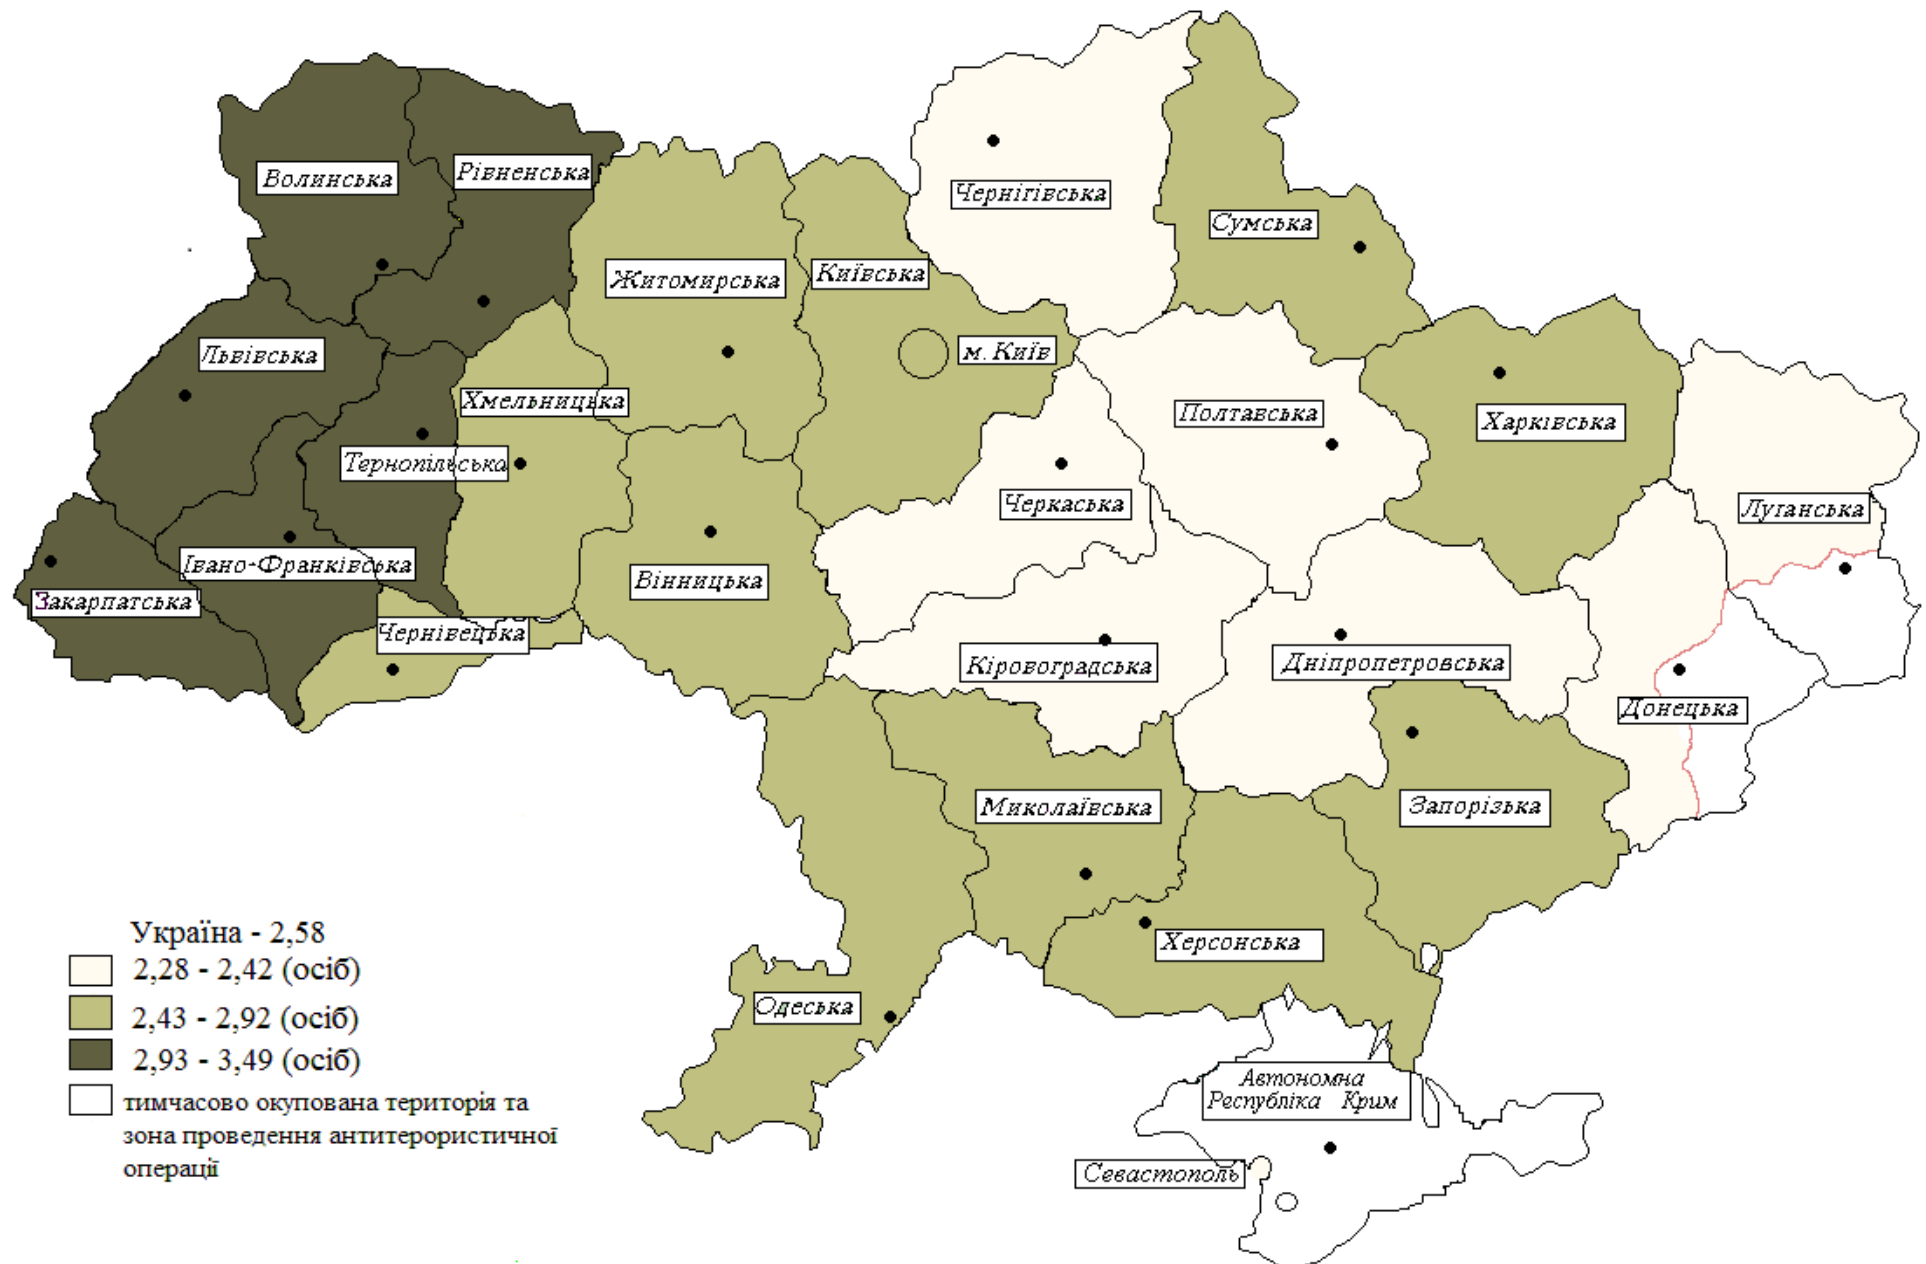 Волинська
Рівненська
Чернігівська
Сумська
Житомирська
Київська
м. Київ
Львівська
Хмельницька
Полтавська
Харківська
Тернопільська
Черкаська
Луганська
Івано-Франківська
Вінницька
Закарпатська
Чернівецька
Кіровоградська
Дніпропетровська
Донецька
Миколаївська
Запорізька
Херсонська
Одеська
Автономна
Республіка Крим
Севастополь
Україна - 2,58
2,28 - 2,42 (осіб)
2,43 - 2,92 (осіб)
2,93 - 3,49 (осіб)
тимчасово окупована територія та
зона проведення антитерористичної
операції